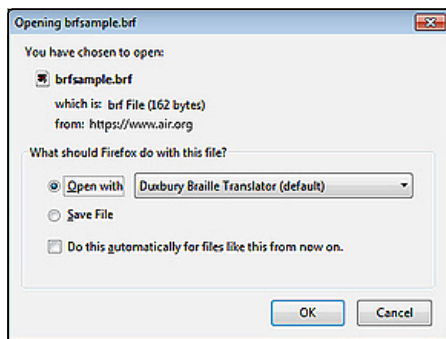 Opening brfsample.brf
You have chosen to open:
brfsample.brf
which is: brf File (162 bytes)
from: https://www.air.org
What should Firefox do with this file?
Open with Duxbury Braille Translator (default)
Save File
Do this automatically for files like this from now on.
OK Cancel